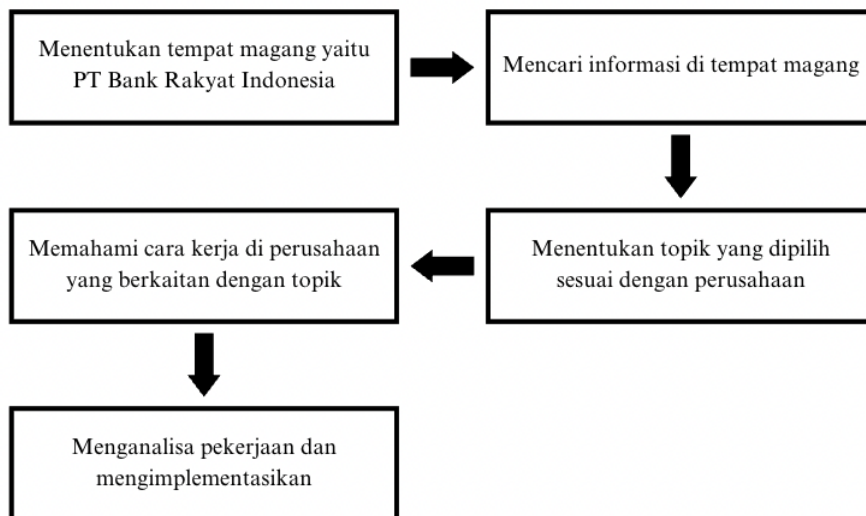 Menentukan tempat magang yaitu
PT Bank Rakyat Indonesia
Mencari informasi di tempat magang
Menentukan topik yang dipilih
sesuai dengan perusahaan
Memahami cara kerja di perusahaan
yang berkaitan dengan topik
Menganalisa pekerjaan dan
mengimplementasikan